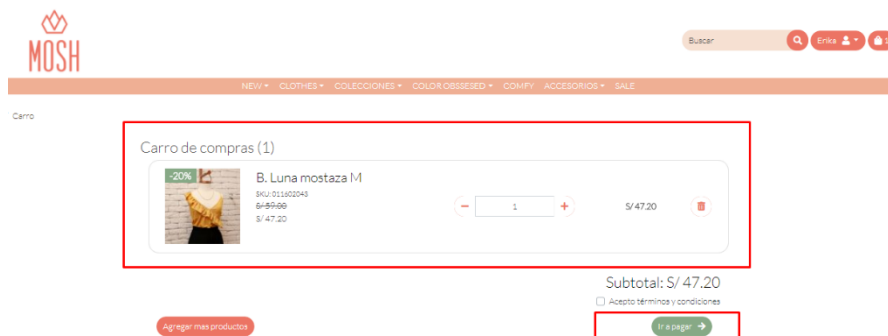 MOSH
Buscar
Erika
NEW CLOTHES COLECCIONES COLOR OBSSESED COMFY ACCESORIOS SALE
Carro
Carro de compras (1)
-20%
B. Luna mostaza M
SKU: 011602045
S/ 59.00
S/ 47.20
1
S/ 47.20
Subtotal: S/ 47.20
Acepto términos y condiciones
Agregar mas productos
Ir a pagar